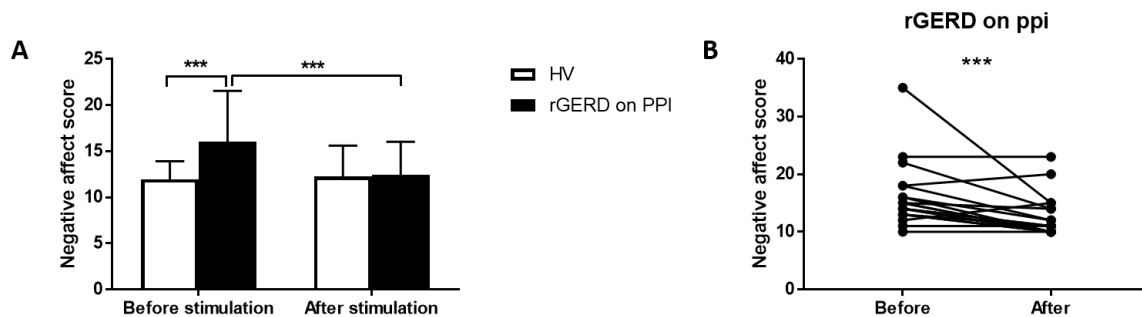 rGERD on ppi
A
B
25
20
15
10
5
0
Negative affect score
***
***
Before stimulation
After stimulation
HV
rGERD on PPI
40
30
20
10
0
Negative affect score
***
Before
After